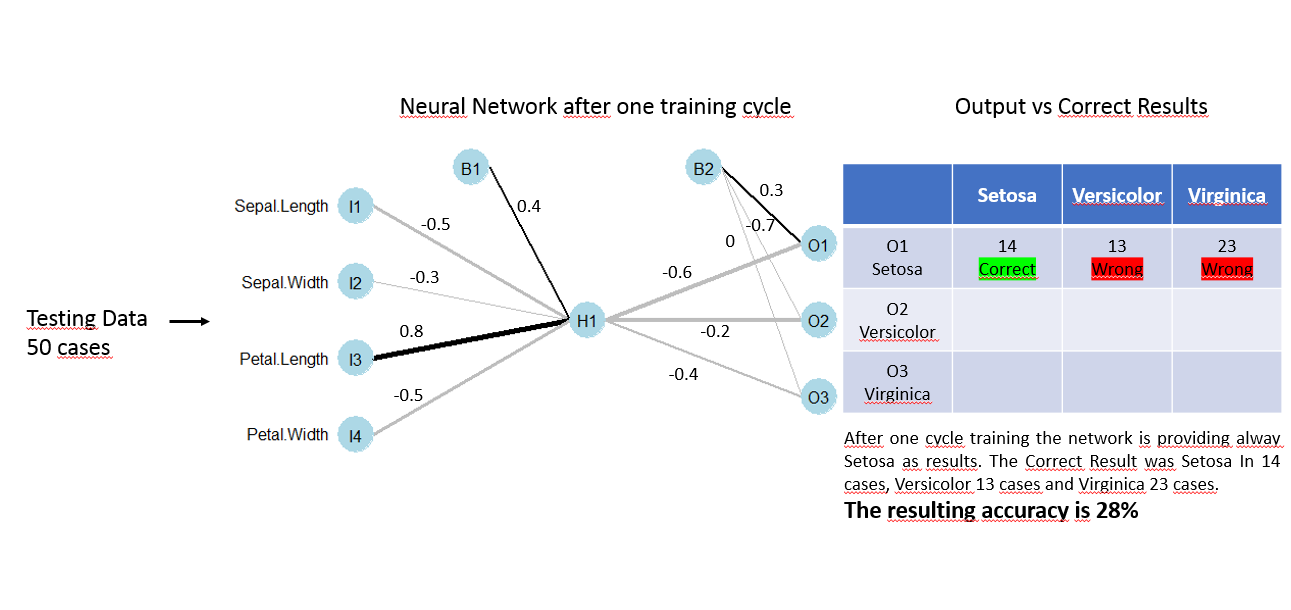 Neural Network after one training cycle
Output vs Correct Results
B1
B2
Sepal.Length I1
Sepal.Width I2
Petal.Length I3
Petal.Width I4
Testing Data
50 cases
0.4
-0.5
-0.3
0.8
-0.5
H1
0.3
-0.7
0
-0.6
-0.2
-0.4
O1
O2
O3
Setosa Versicolor Virginica
O1 14 13 23
Setosa Correct Wrong Wrong
O2
Versicolor
O3
Virginica
After one cycle training the network is providing alway
Setosa as results. The Correct Result was Setosa In 14
cases, Versicolor 13 cases and Virginica 23 cases.
The resulting accuracy is 28%